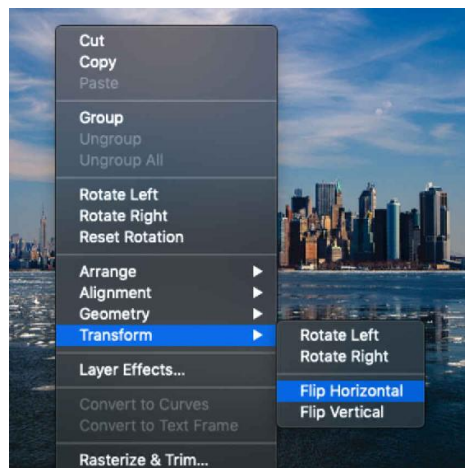 Cut
Copy
Paste
Group
Ungroup
Ungroup All
Rotate Left
Rotate Right
Reset Rotation
Arrange
Alignment
Geometry
Transform
Layer Effects...
Convert to Curves
Convert to Text Frame
Rasterize & Trim...
Rotate Left
Rotate Right
Flip Horizontal
Flip Vertical